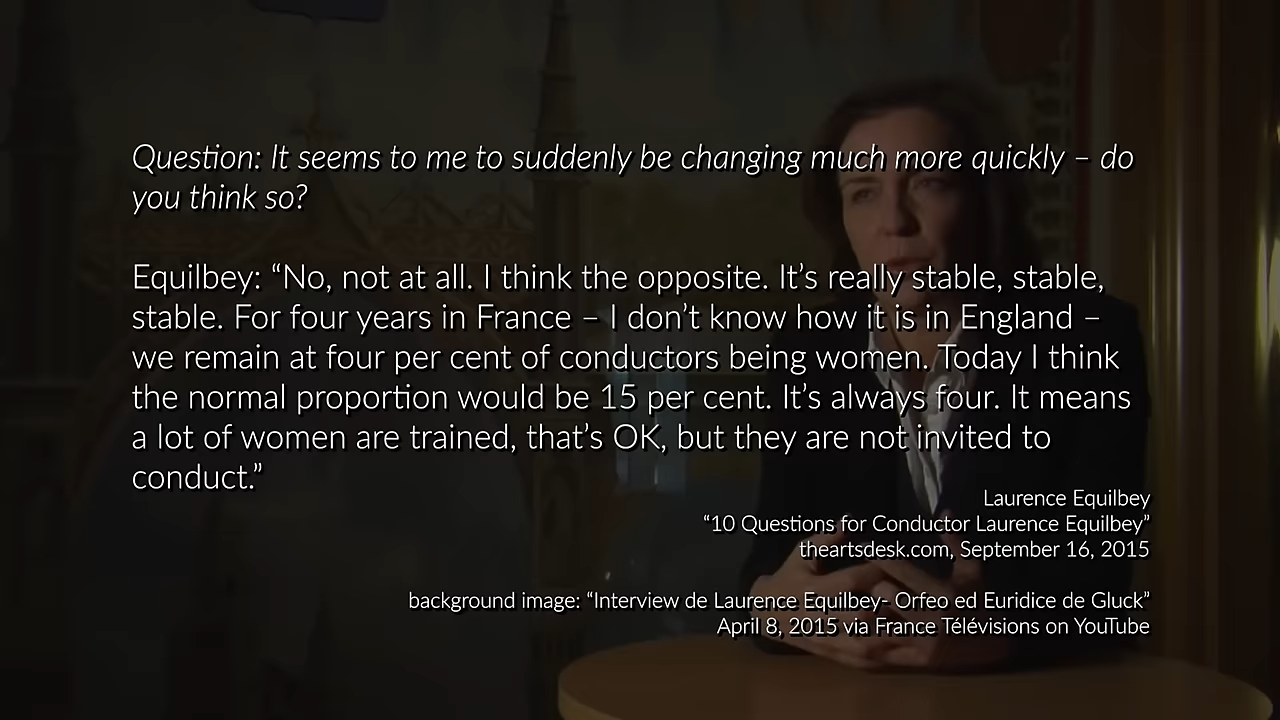 Question: It seems to me to suddenly be changing much more quickly – do
you think so?
Equilbey: “No, not at all. I think the opposite. It’s really stable, stable,
stable. For four years in France – I don’t know how it is in England –
we remain at four per cent of conductors being women. Today I think
the normal proportion would be 15 per cent. It’s always four. It means
a lot of women are trained, that’s OK, but they are not invited to
conduct.”
Laurence Equilbey
“10 Questions for Conductor Laurence Equilbey”
theartsdesk.com, September 16, 2015
background image: “Interview de Laurence Equilbey- Orfeo ed Euridice de Gluck”
April 8, 2015 via France Télévisions on YouTube